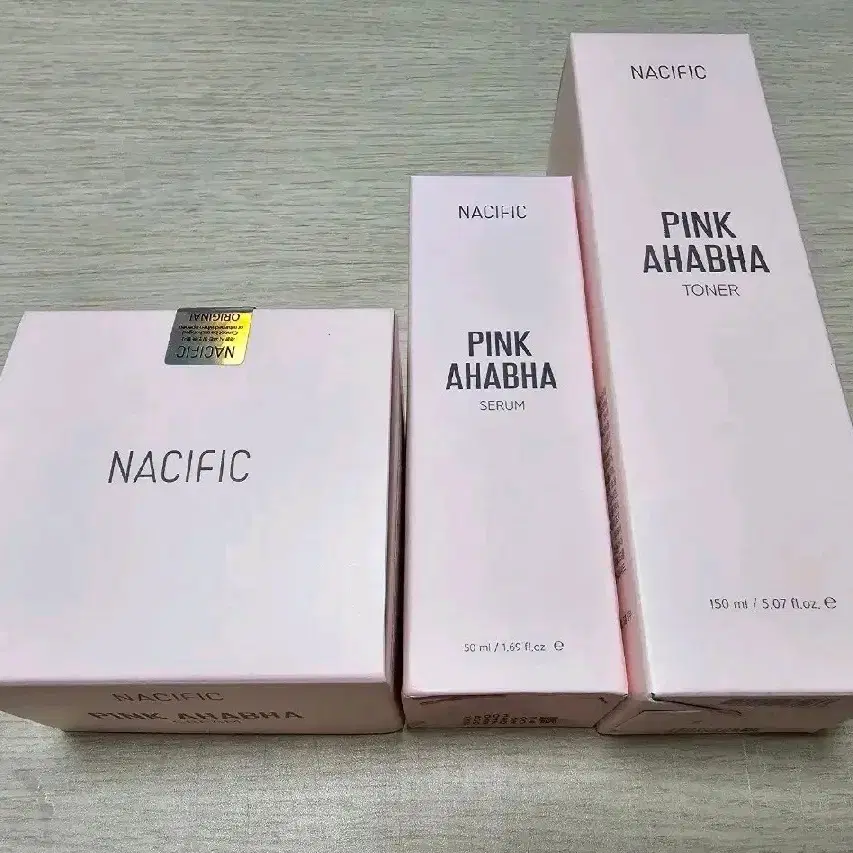 NACIFIC
ORIGINAL
NACIFIC
NACIFIC
PINK AHABHA
NACIFIC
PINK
AHABHA
SERUM
50 ml / 1.69 fl.oz. ℮
NACIFIC
PINK
AHABHA
TONER
150 ml / 5.07 fl.oz. ℮